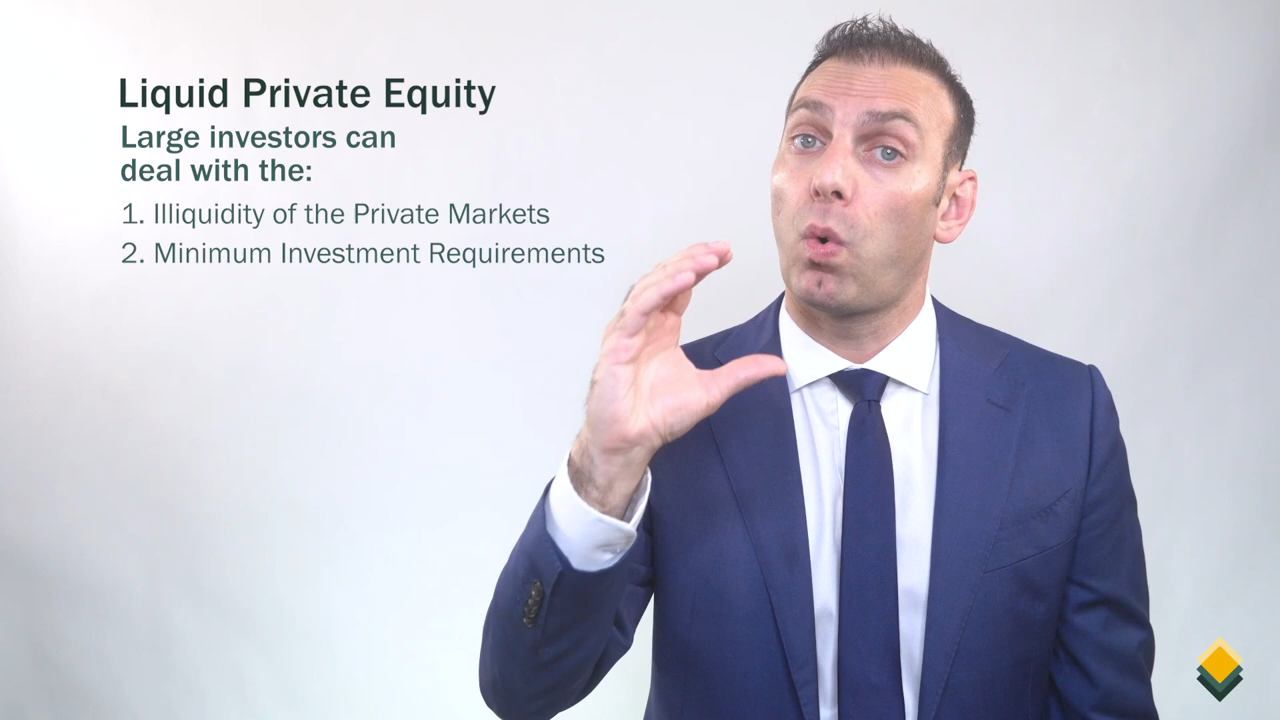 Liquid Private Equity
Large investors can
deal with the:
1. Illiquidity of the Private Markets
2. Minimum Investment Requirements